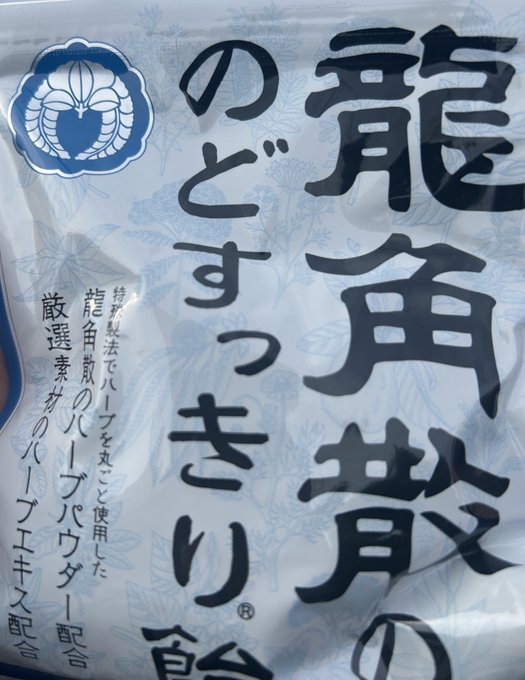 龍角散の
のどすっきり®飴
特殊製法でハーブを丸ごと使用した
龍角散のハーブパウダー配合
厳選素材のハーブエキス配合